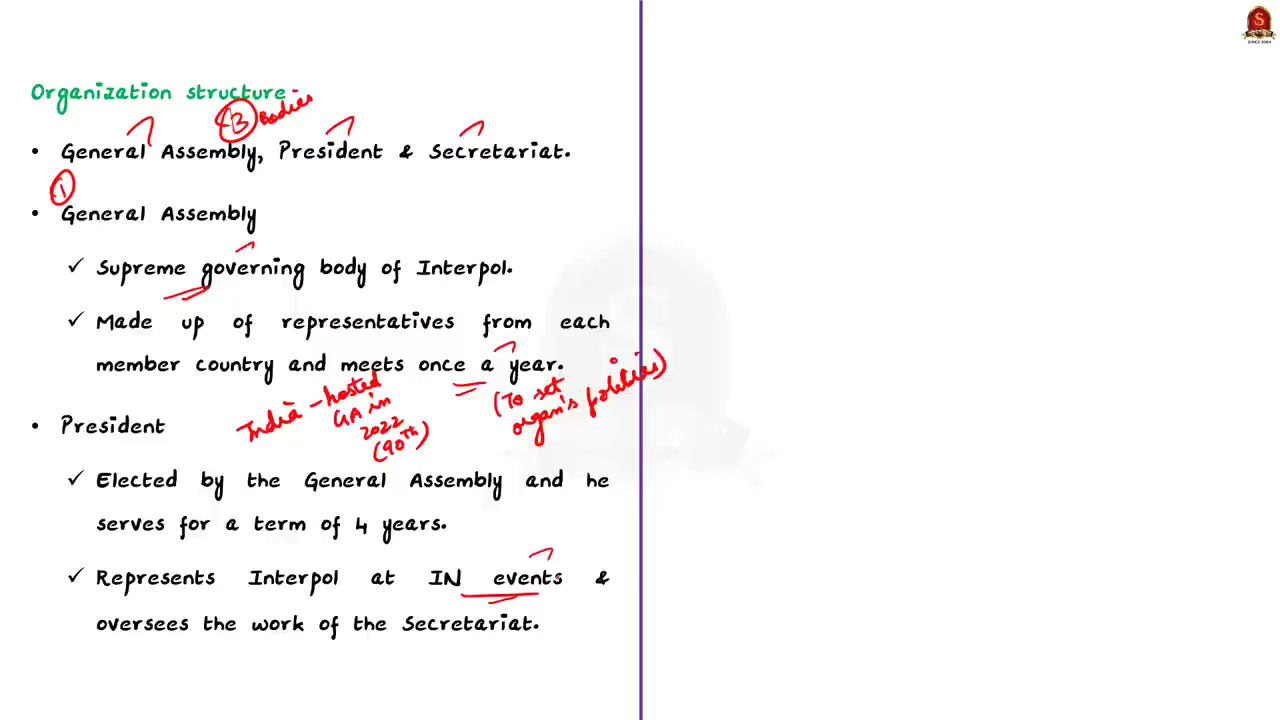 S
SINCE 2004
Organization structure
③ Bodies
• General Assembly, President & Secretariat.
①
• General Assembly
✓ Supreme governing body of Interpol.
✓ Made up of representatives from each
member country and meets once a year.
India - hosted
GA in
2022
(90th)
(To set
organ's policies)
• President
✓ Elected by the General Assembly and he
serves for a term of 4 years.
✓ Represents Interpol at IN events &
oversees the work of the Secretariat.